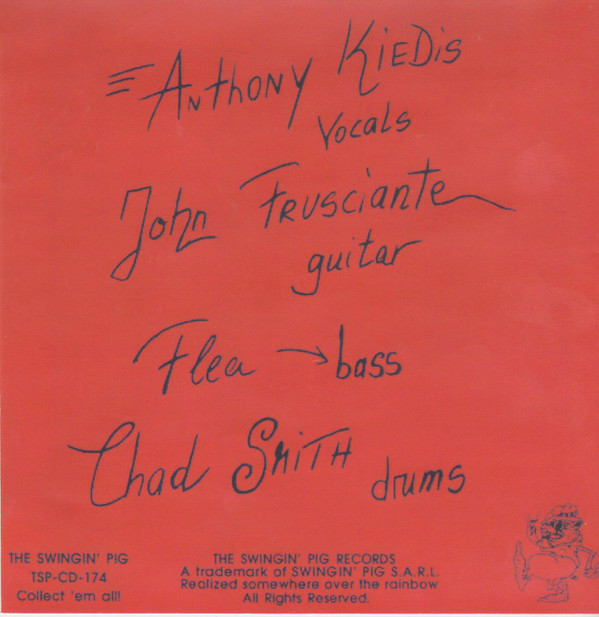 ANthONY KiEDis
Vocals
John FRUSciANte
guitar
Flea → bass
Chad SMiTH
drums
THE SWINGIN' PIG
TSP-CD-174
Collect 'em all!
THE SWINGIN' PIG RECORDS
A trademark of SWINGIN' PIG S.A.R.L.
Realized somewhere over the rainbow
All Rights Reserved.